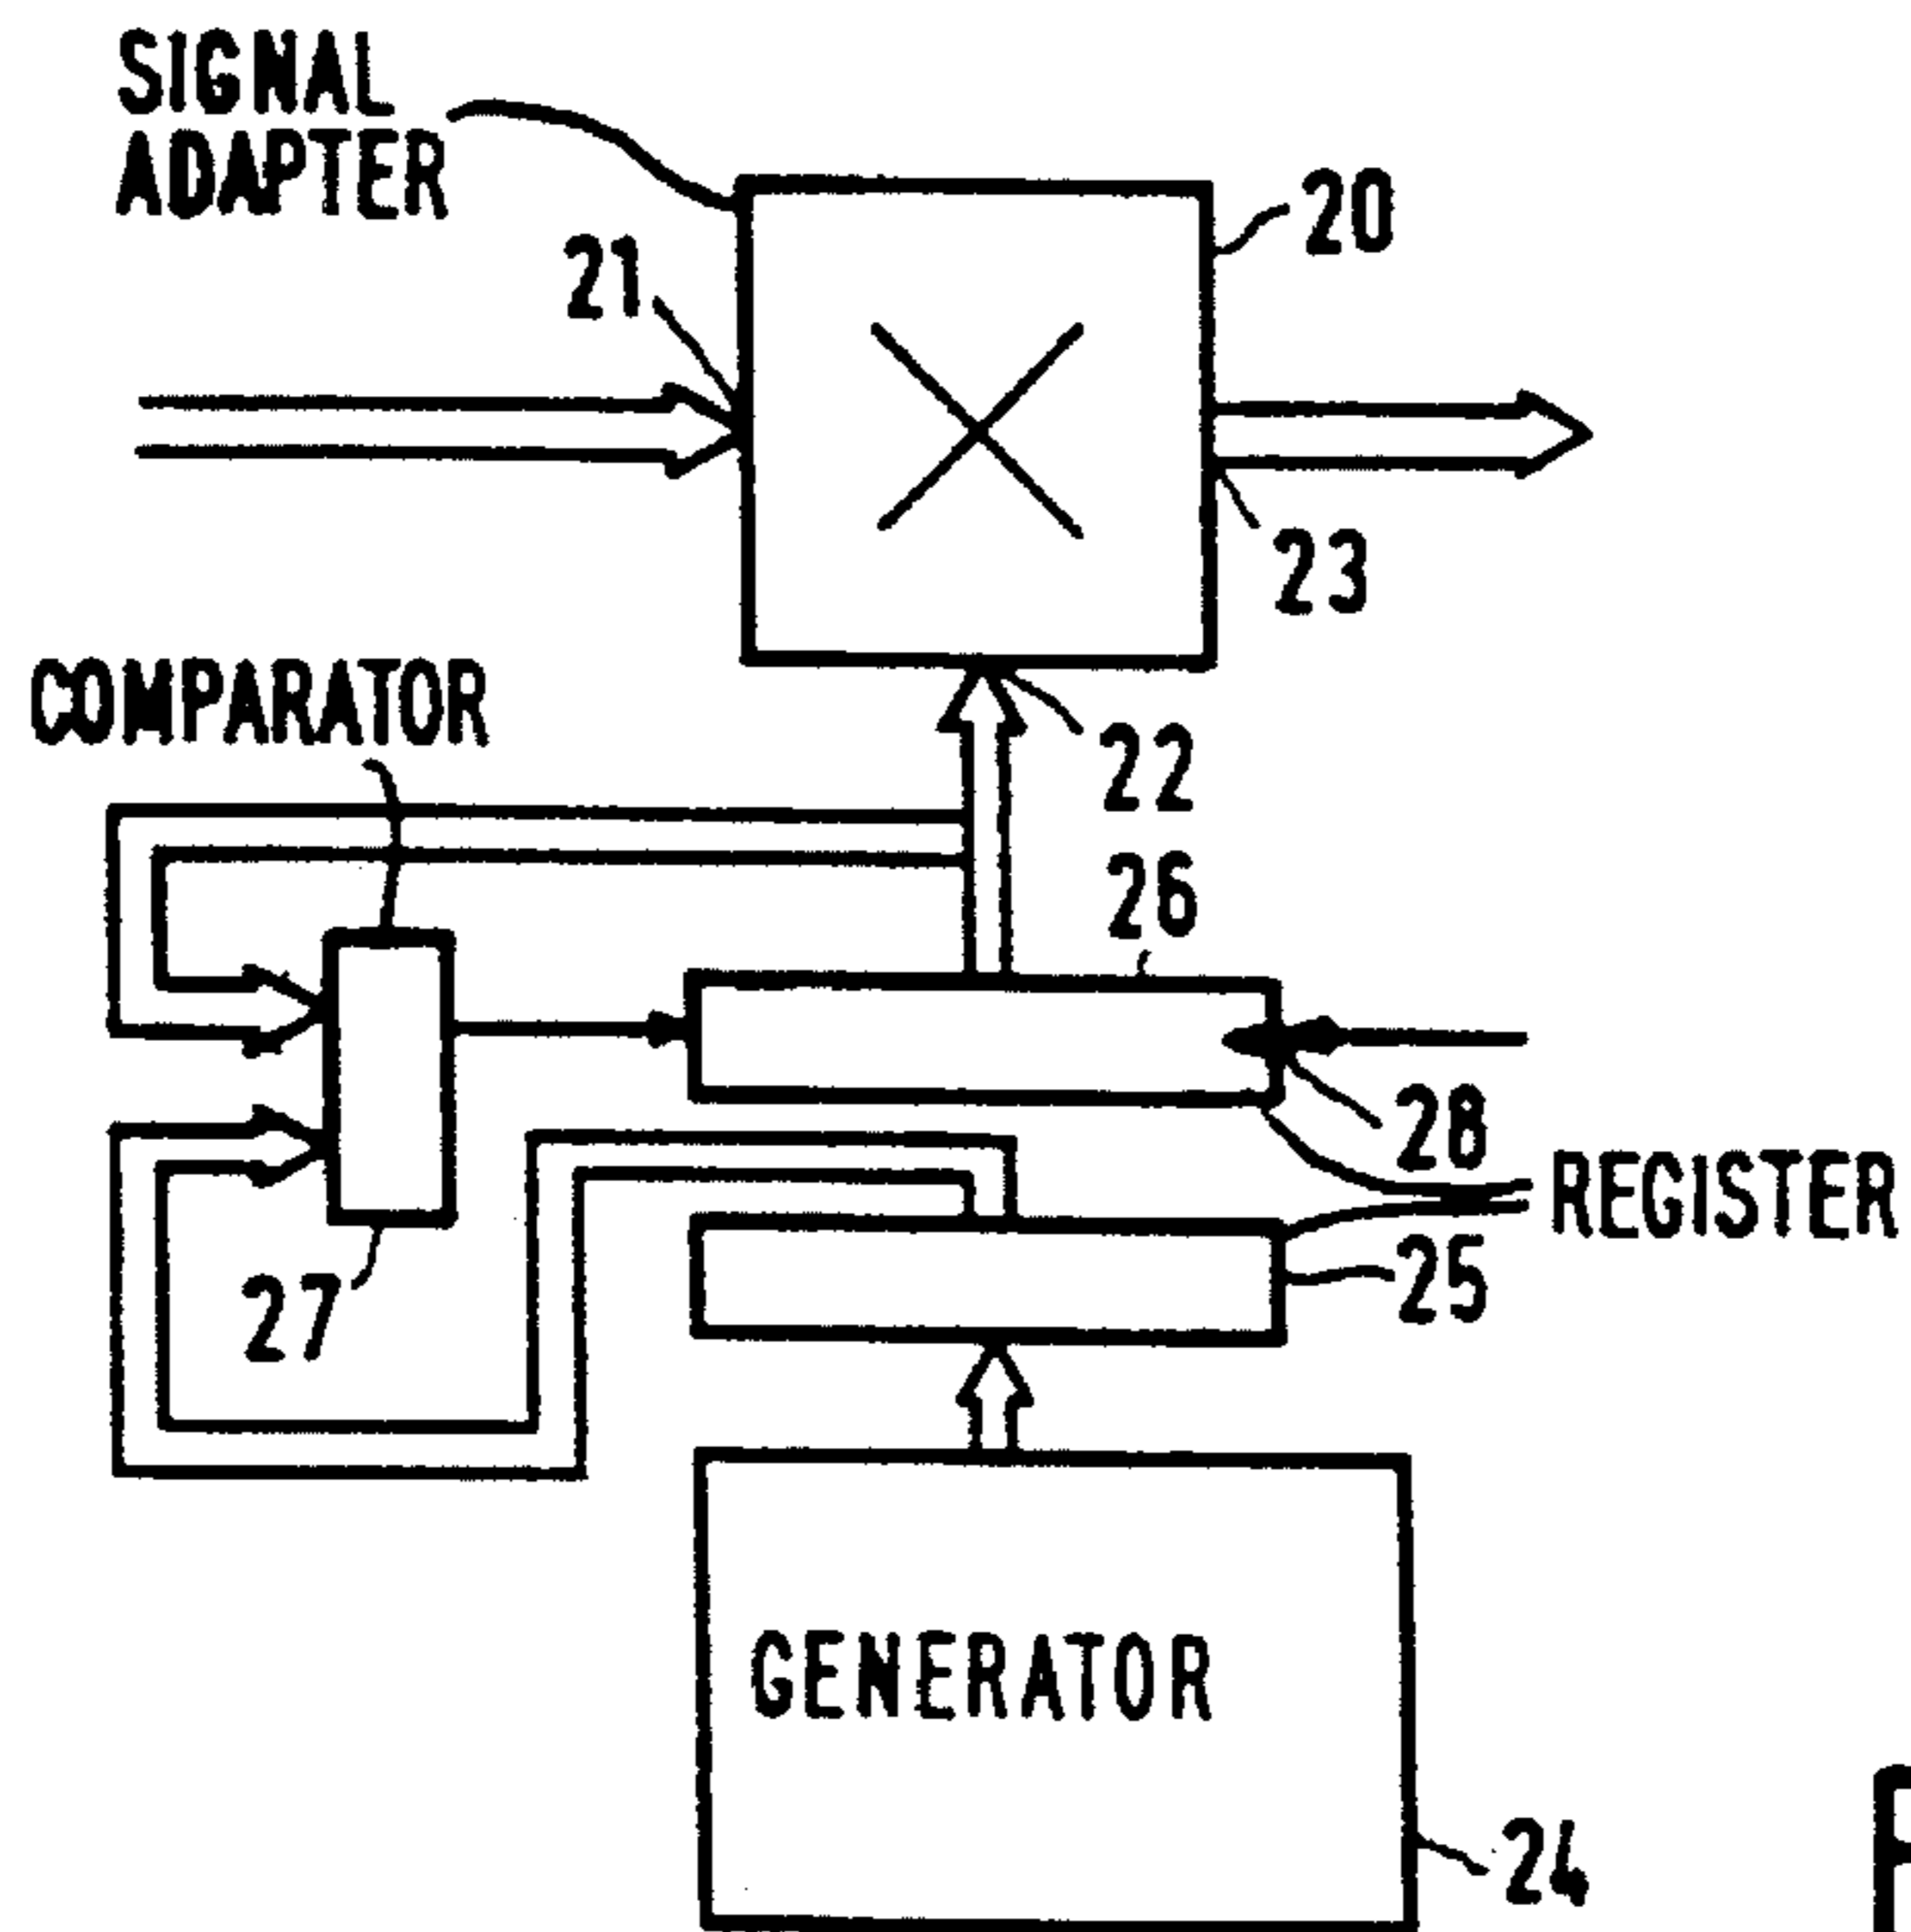 SIGNAL
ADAPTER
20
21
23
COMPARATOR
22
26
28
REGISTER
25
27
GENERATOR
24